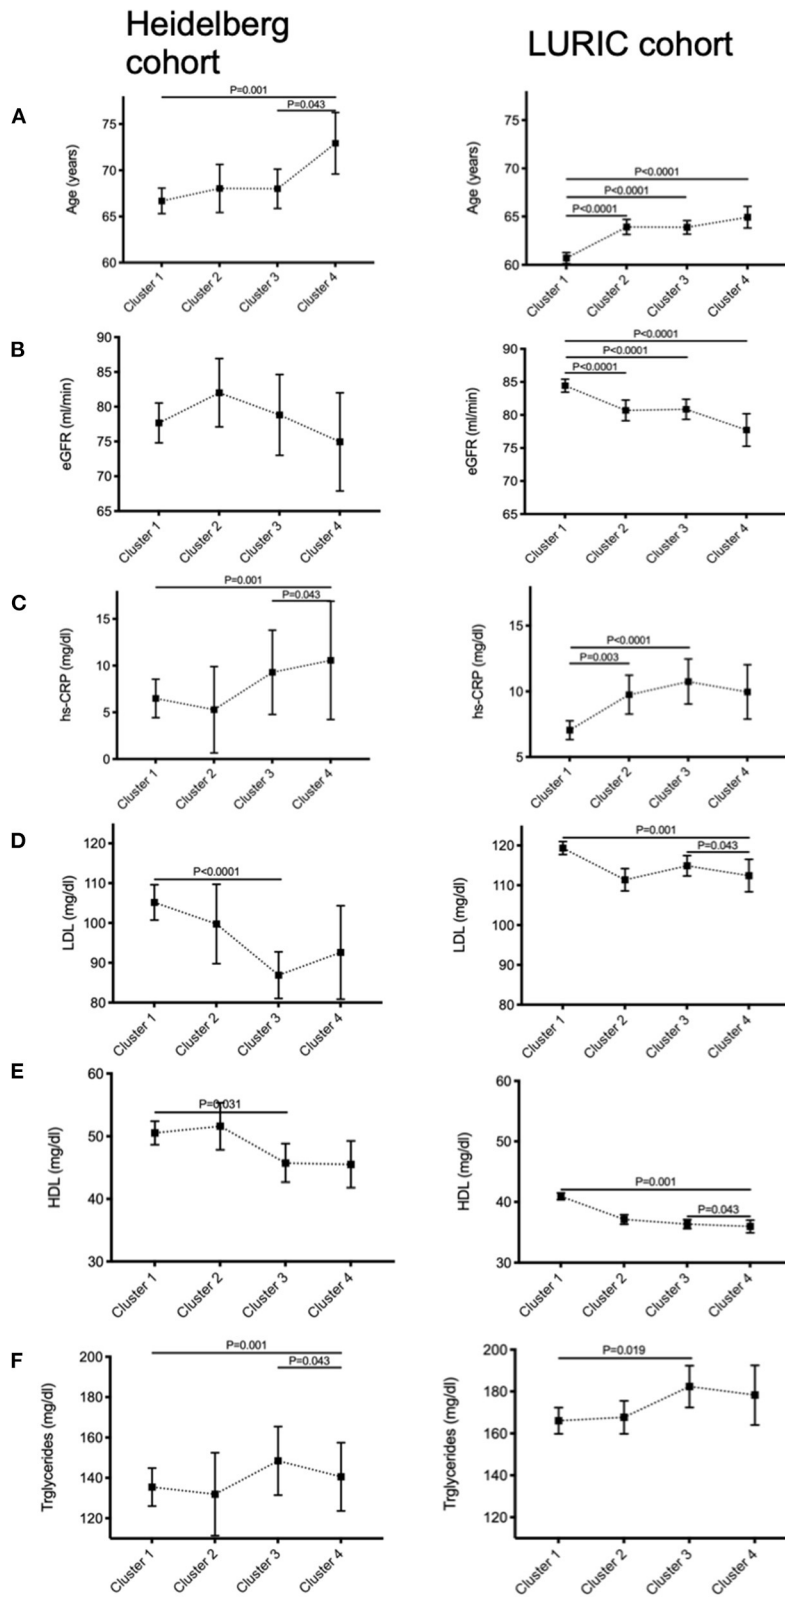 Heidelberg
cohort
LURIC cohort
A
Age (years)
75
70
65
60
P=0.001
P=0.043
Cluster 1
Cluster 2
Cluster 3
Cluster 4
Age (years)
75
70
65
60
P<0.0001
P<0.0001
P<0.0001
Cluster 1
Cluster 2
Cluster 3
Cluster 4
B
eGFR (ml/min)
90
85
80
75
70
65
Cluster 1
Cluster 2
Cluster 3
Cluster 4
eGFR (ml/min)
90
85
80
75
70
65
P<0.0001
P<0.0001
P<0.0001
Cluster 1
Cluster 2
Cluster 3
Cluster 4
C
hs-CRP (mg/dl)
15
10
5
0
P=0.001
P=0.043
Cluster 1
Cluster 2
Cluster 3
Cluster 4
hs-CRP (mg/dl)
15
10
5
P<0.0001
P=0.003
Cluster 1
Cluster 2
Cluster 3
Cluster 4
D
LDL (mg/dl)
120
110
100
90
80
P<0.0001
Cluster 1
Cluster 2
Cluster 3
Cluster 4
LDL (mg/dl)
120
110
100
90
80
P=0.001
P=0.043
Cluster 1
Cluster 2
Cluster 3
Cluster 4
E
HDL (mg/dl)
60
50
40
30
P=0.031
Cluster 1
Cluster 2
Cluster 3
Cluster 4
HDL (mg/dl)
60
50
40
30
P=0.001
P=0.043
Cluster 1
Cluster 2
Cluster 3
Cluster 4
F
Trglycerides (mg/dl)
200
180
160
140
120
P=0.001
P=0.043
Cluster 1
Cluster 2
Cluster 3
Cluster 4
Trglycerides (mg/dl)
200
180
160
140
120
P=0.019
Cluster 1
Cluster 2
Cluster 3
Cluster 4